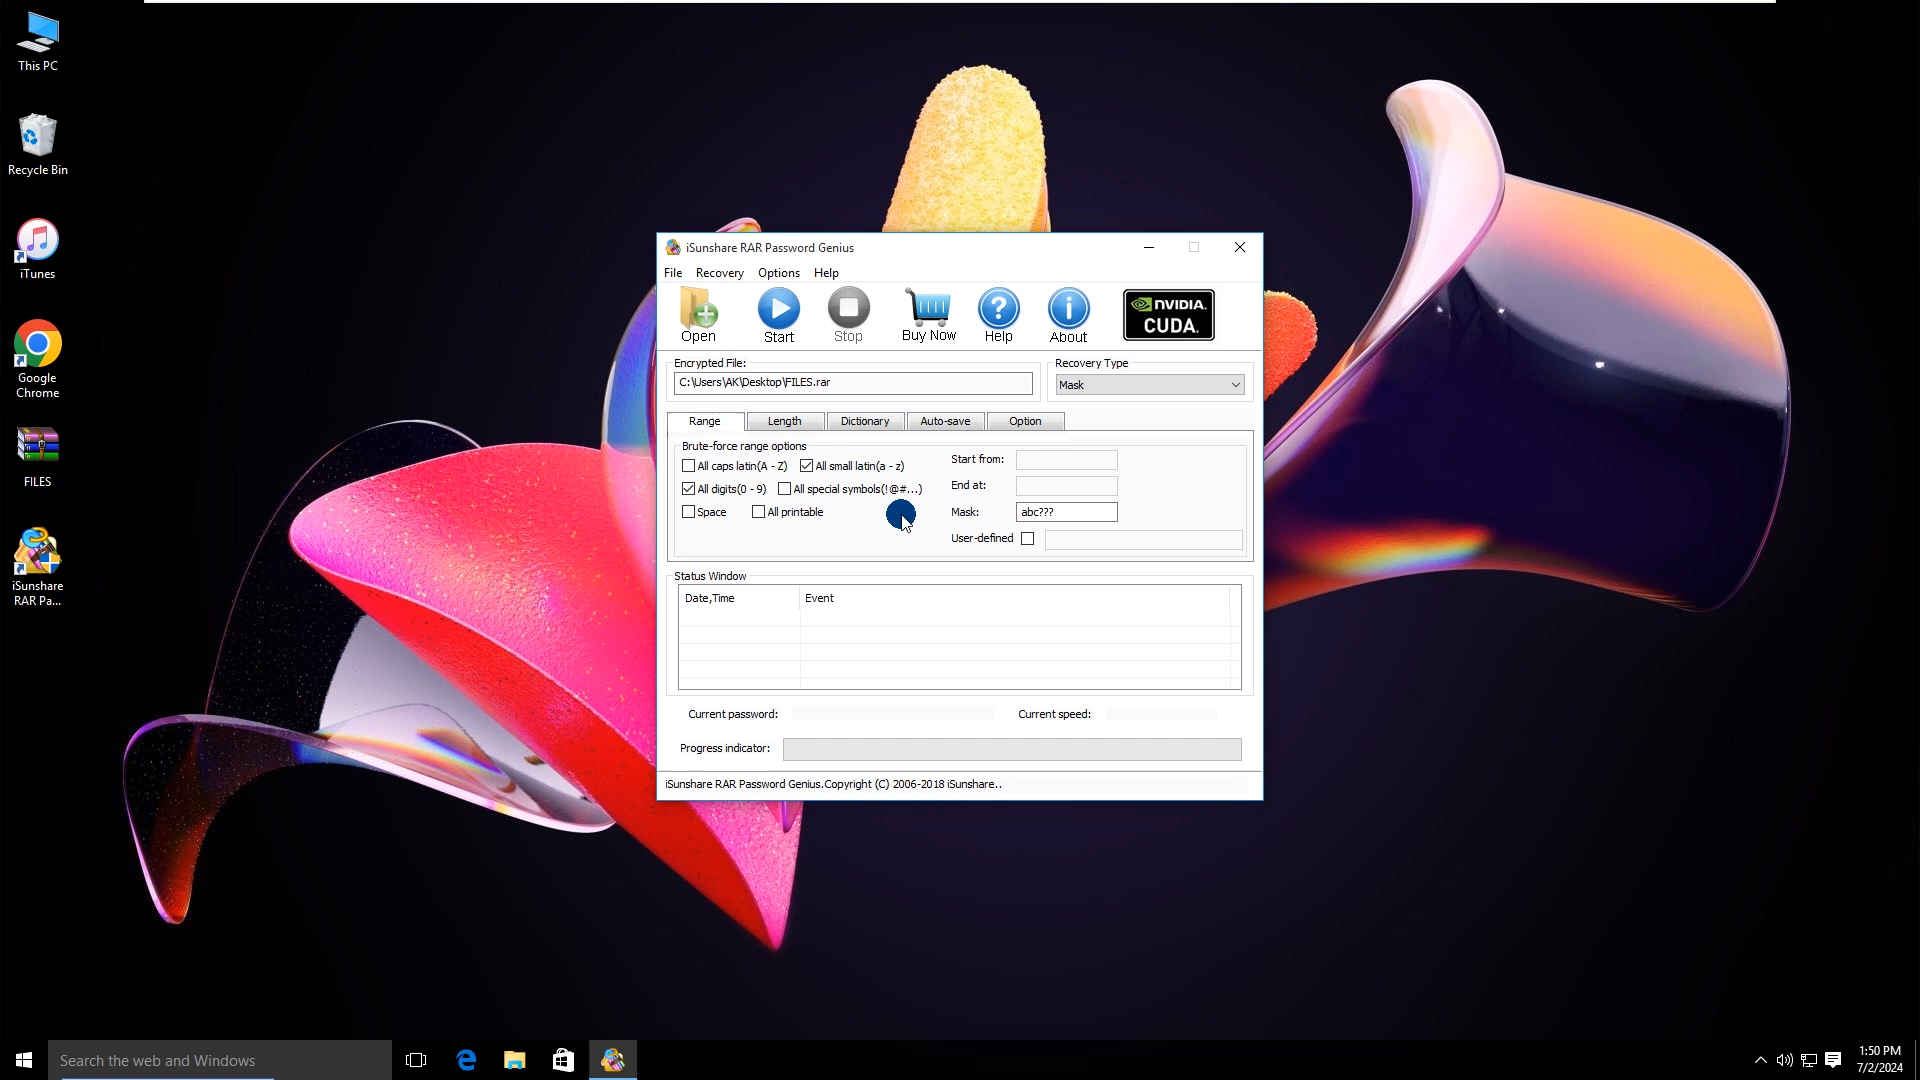 This PC
Recycle Bin
iTunes
Google
Chrome
FILES
iSunshare
RAR Pa...
iSunshare RAR Password Genius
File Recovery Options Help
Open Start Stop Buy Now Help About
NVIDIA.
CUDA.
Encrypted File:
C:\Users\AK\Desktop\FILES.rar
Recovery Type
Mask
Range Length Dictionary Auto-save Option
Brute-force range options
All caps latin(A - Z) All small latin(a - z)
All digits(0 - 9) All special symbols(!@#...)
Space All printable
Start from:
End at:
Mask: abc???
User-defined
Status Window
Date,Time Event
Current password: Current speed:
Progress indicator:
iSunshare RAR Password Genius.Copyright (C) 2006-2018 iSunshare..
Search the web and Windows
1:50 PM
7/2/2024